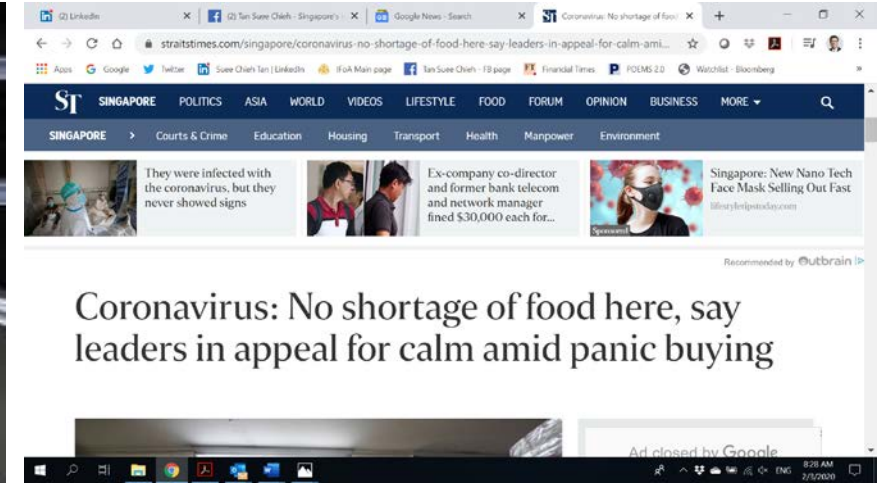 (2) LinkedIn
(2) Tan Suee Chieh - Singapore's
Google News - Search
Coronavirus: No shortage of food
straitstimes.com/singapore/coronavirus-no-shortage-of-food-here-say-leaders-in-appeal-for-calm-ami...
Apps Google Twitter Suee Chieh Tan | LinkedIn IFoA Main page Tan Suee Chieh - FB page Financial Times POEMS 2.0 Watchlist - Bloomberg »
ST SINGAPORE POLITICS ASIA WORLD VIDEOS LIFESTYLE FOOD FORUM OPINION BUSINESS MORE
SINGAPORE > Courts & Crime Education Housing Transport Health Manpower Environment
They were infected with
the coronavirus, but they
never showed signs
Ex-company co-director
and former bank telecom
and network manager
fined $30,000 each for...
Sponsored
Singapore: New Nano Tech
Face Mask Selling Out Fast
lifestyletipstoday.com
Recommended by Outbrain
Coronavirus: No shortage of food here, say
leaders in appeal for calm amid panic buying
Ad closed by Google
ENG
8:28 AM
2/3/2020